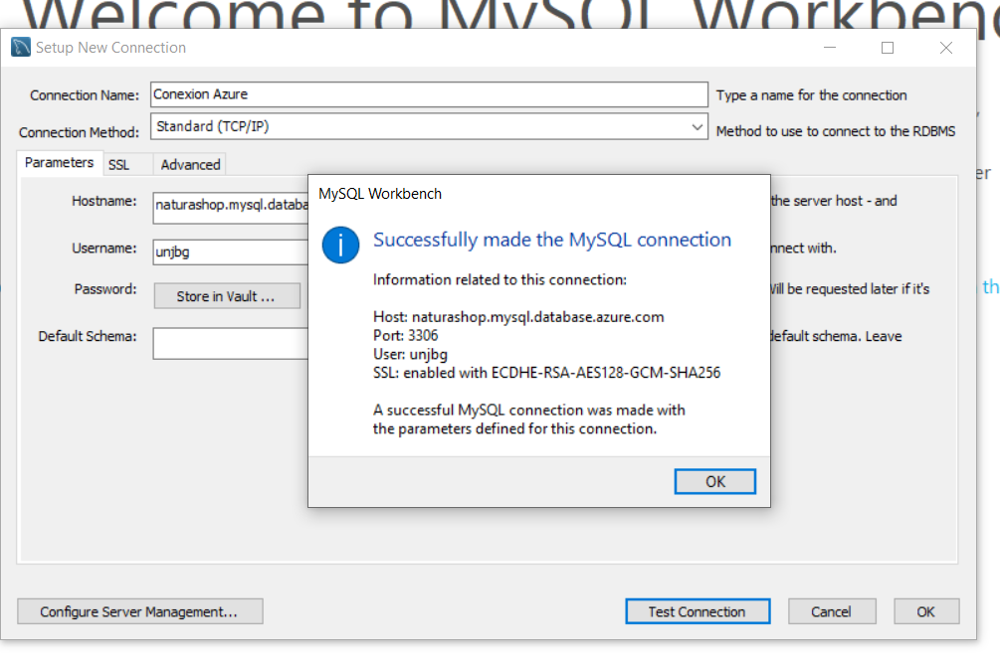 Welcome to MySQL Workbenc
Setup New Connection
Connection Name: Conexion Azure Type a name for the connection
Connection Method: Standard (TCP/IP) Method to use to connect to the RDBMS
er
Parameters SSL Advanced
MySQL Workbench
Hostname: naturashop.mysql.databa the server host - and
Successfully made the MySQL connection
Username: unjbg nnect with.
Information related to this connection:
Password: Store in Vault ... Will be requested later if it's
th
Host: naturashop.mysql.database.azure.com
Port: 3306
Default Schema: default schema. Leave
User: unjbg
SSL: enabled with ECDHE-RSA-AES128-GCM-SHA256
A successful MySQL connection was made with
the parameters defined for this connection.
OK
Configure Server Management... Test Connection Cancel OK